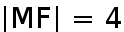 |MF| = 4